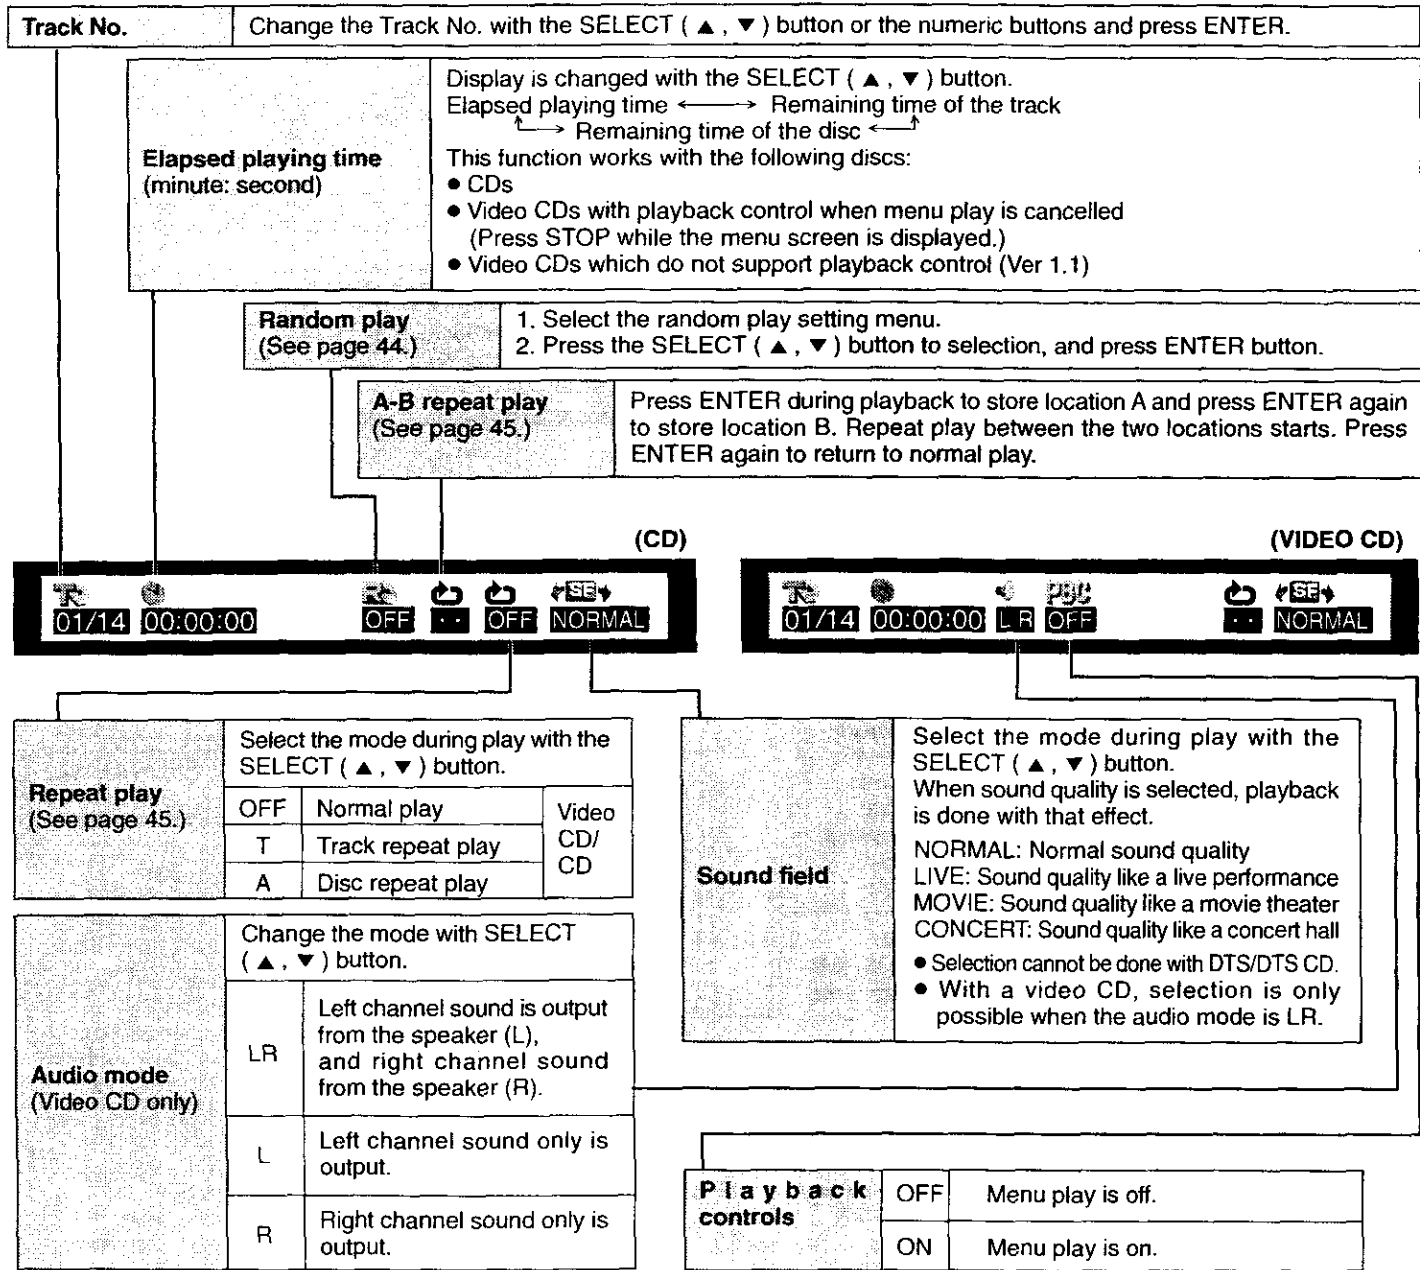 Track No.
Change the Track No. with the SELECT ( ▲ , ▼ ) button or the numeric buttons and press ENTER.
Elapsed playing time
(minute: second)
Display is changed with the SELECT ( ▲ , ▼ ) button.
Elapsed playing time ←→ Remaining time of the track
→ Remaining time of the disc ←
This function works with the following discs:
● CDs
● Video CDs with playback control when menu play is cancelled
(Press STOP while the menu screen is displayed.)
● Video CDs which do not support playback control (Ver 1.1)
Random play
(See page 44.)
1. Select the random play setting menu.
2. Press the SELECT ( ▲ , ▼ ) button to selection, and press ENTER button.
A-B repeat play
(See page 45.)
Press ENTER during playback to store location A and press ENTER again
to store location B. Repeat play between the two locations starts. Press
ENTER again to return to normal play.
(CD)
SE
01/14 00:00:00 OFF ·· OFF NORMAL
(VIDEO CD)
PBC SE
01/14 00:00:00 L R OFF ·· NORMAL
Repeat play
(See page 45.)
Select the mode during play with the
SELECT ( ▲ , ▼ ) button.
OFF Normal play
T Track repeat play
A Disc repeat play
Video
CD/
CD
Audio mode
(Video CD only)
Change the mode with SELECT
( ▲ , ▼ ) button.
LR
Left channel sound is output
from the speaker (L),
and right channel sound
from the speaker (R).
L
Left channel sound only is
output.
R
Right channel sound only is
output.
Sound field
Select the mode during play with the
SELECT ( ▲ , ▼ ) button.
When sound quality is selected, playback
is done with that effect.
NORMAL: Normal sound quality
LIVE: Sound quality like a live performance
MOVIE: Sound quality like a movie theater
CONCERT: Sound quality like a concert hall
● Selection cannot be done with DTS/DTS CD.
● With a video CD, selection is only
possible when the audio mode is LR.
Playback
controls
OFF Menu play is off.
ON Menu play is on.